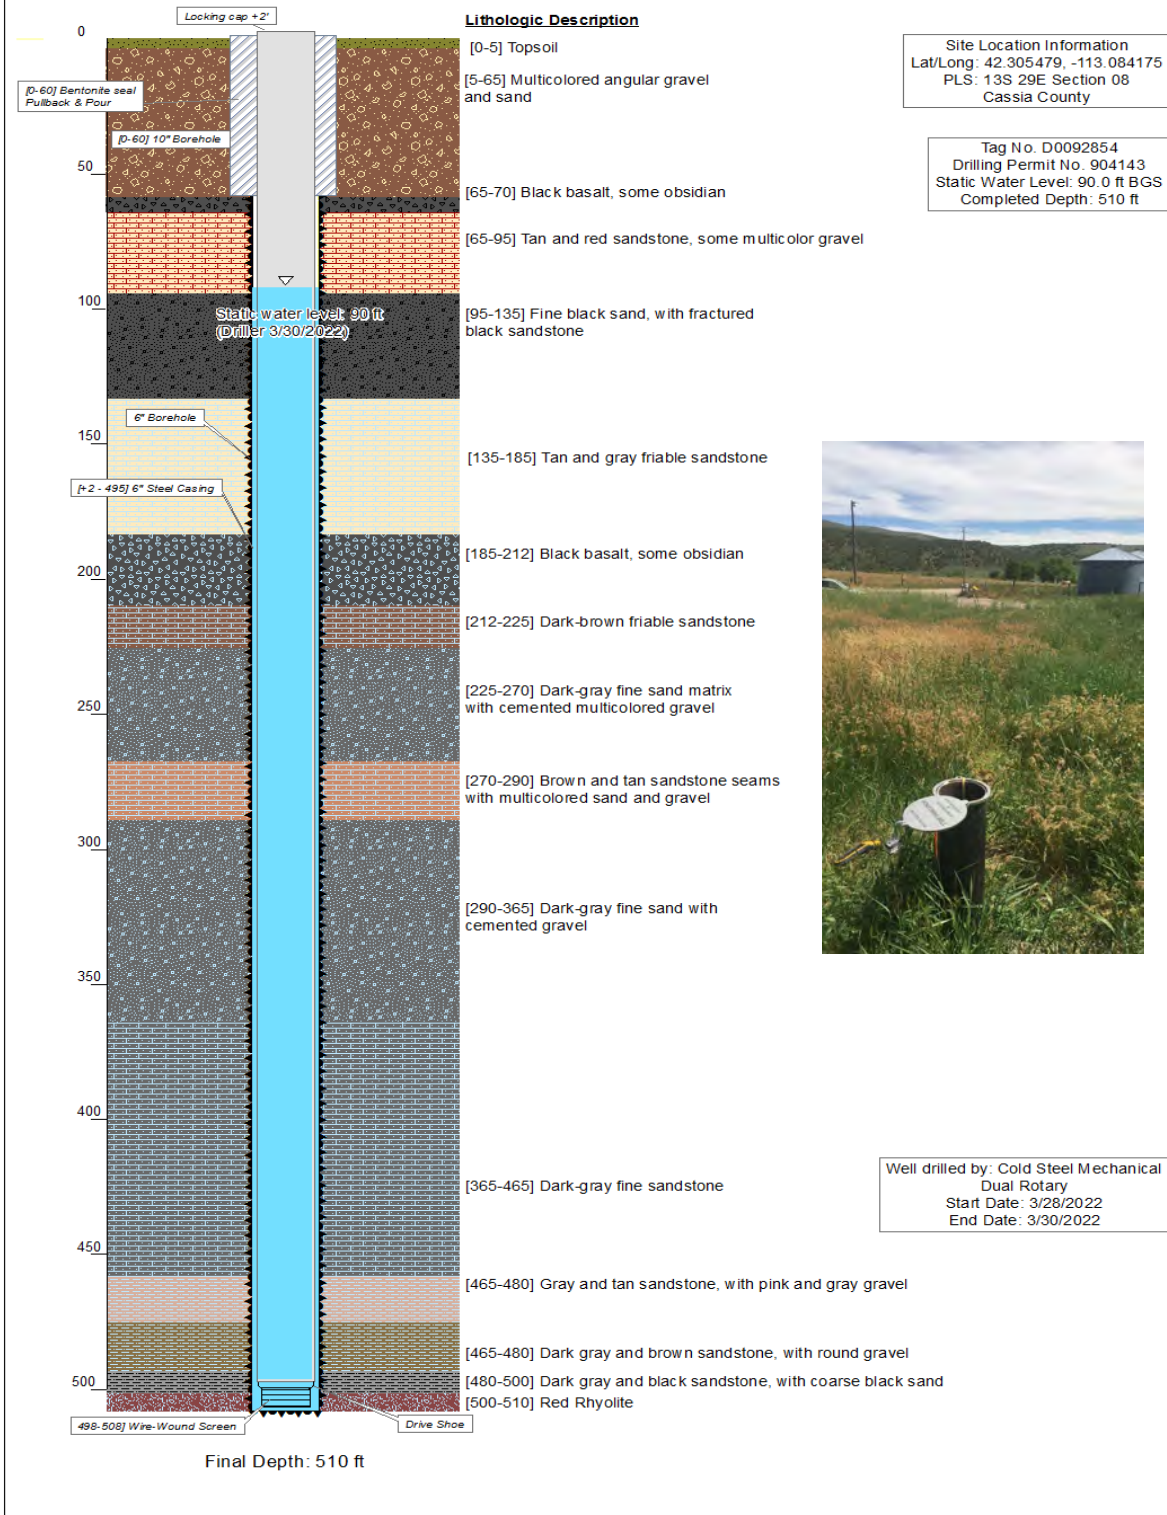 Locking cap +2'
Lithologic Description
0
[0-5] Topsoil
Site Location Information
Lat/Long: 42.305479, -113.084175
PLS: 13S 29E Section 08
Cassia County
[5-65] Multicolored angular gravel
and sand
[0-60] Bentonite seal
Pullback & Pour
[0-60] 10" Borehole
Tag No. D0092854
Drilling Permit No. 904143
Static Water Level: 90.0 ft BGS
Completed Depth: 510 ft
50
[65-70] Black basalt, some obsidian
[65-95] Tan and red sandstone, some multicolor gravel
100
Static water level: 90 ft
(Driller 3/30/2022)
[95-135] Fine black sand, with fractured
black sandstone
6" Borehole
150
[135-185] Tan and gray friable sandstone
[+2 - 495] 6" Steel Casing
[185-212] Black basalt, some obsidian
200
[212-225] Dark-brown friable sandstone
[225-270] Dark-gray fine sand matrix
with cemented multicolored gravel
250
[270-290] Brown and tan sandstone seams
with multicolored sand and gravel
300
[290-365] Dark-gray fine sand with
cemented gravel
350
400
[365-465] Dark-gray fine sandstone
Well drilled by: Cold Steel Mechanical
Dual Rotary
Start Date: 3/28/2022
End Date: 3/30/2022
450
[465-480] Gray and tan sandstone, with pink and gray gravel
[465-480] Dark gray and brown sandstone, with round gravel
500
[480-500] Dark gray and black sandstone, with coarse black sand
[500-510] Red Rhyolite
498-508] Wire-Wound Screen
Drive Shoe
Final Depth: 510 ft